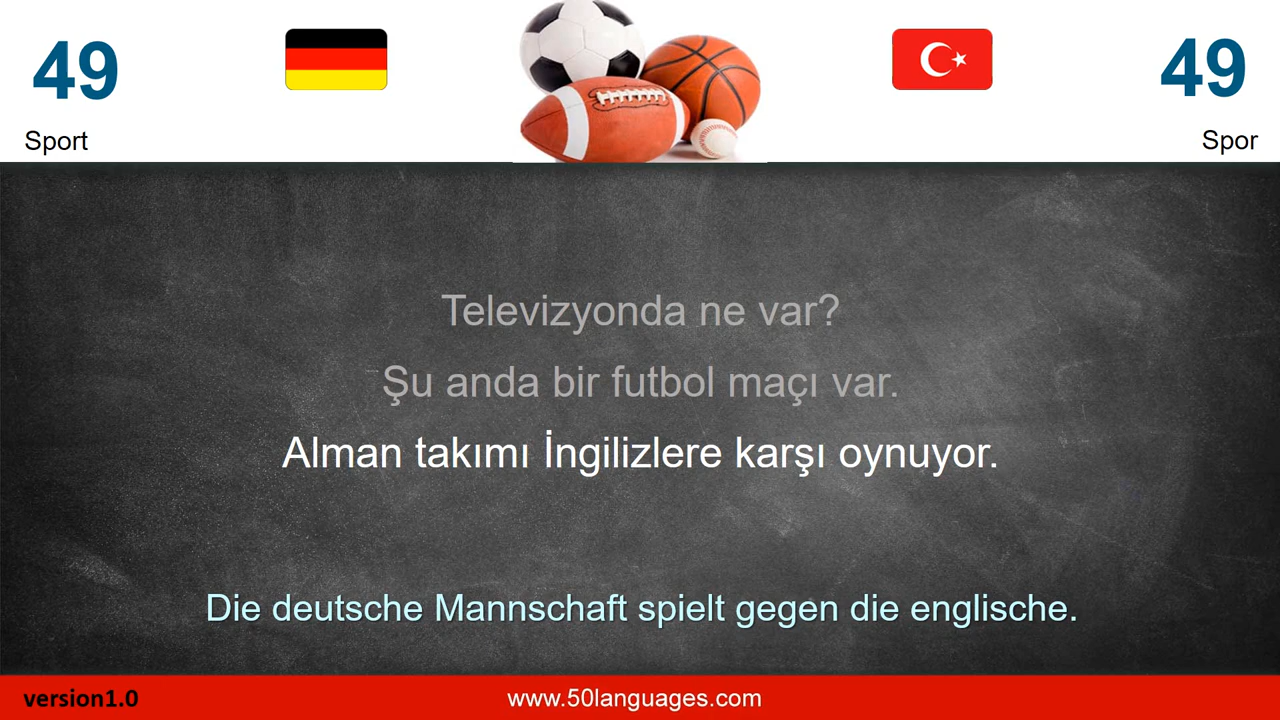 49
49
Sport
Spor
Televizyonda ne var?
Şu anda bir futbol maçı var.
Alman takımı İngilizlere karşı oynuyor.
Die deutsche Mannschaft spielt gegen die englische.
version1.0
www.50languages.com